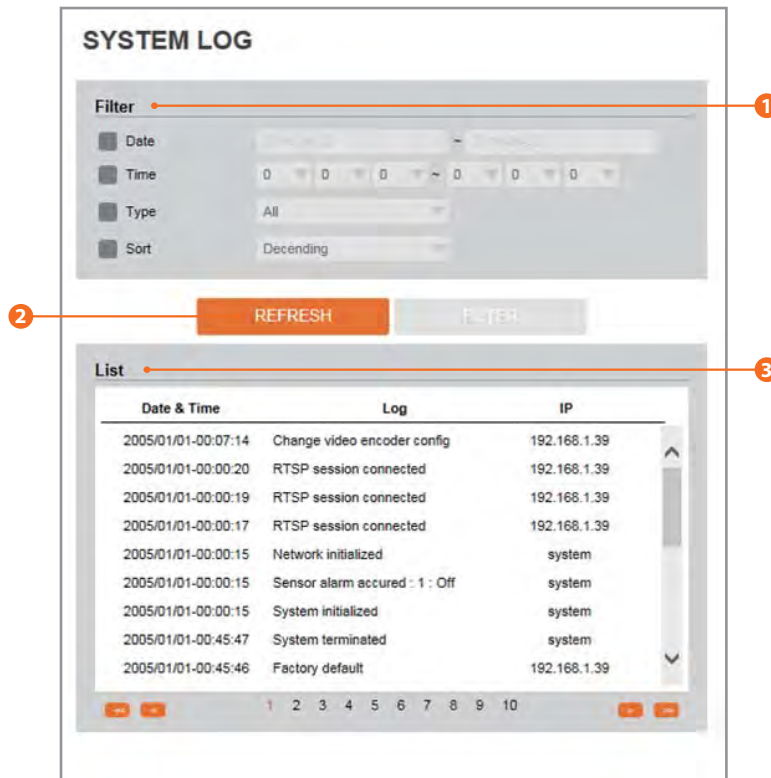 SYSTEM LOG
1
Filter
Date ~
Time 0 0 0 ~ 0 0 0
Type All
Sort Decending
2
REFRESH FILTER
3
List
Date & Time Log IP
2005/01/01-00:07:14 Change video encoder config 192.168.1.39
2005/01/01-00:00:20 RTSP session connected 192.168.1.39
2005/01/01-00:00:19 RTSP session connected 192.168.1.39
2005/01/01-00:00:17 RTSP session connected 192.168.1.39
2005/01/01-00:00:15 Network initialized system
2005/01/01-00:00:15 Sensor alarm accured : 1 : Off system
2005/01/01-00:00:15 System initialized system
2005/01/01-00:45:47 System terminated system
2005/01/01-00:45:46 Factory default 192.168.1.39
1 2 3 4 5 6 7 8 9 10